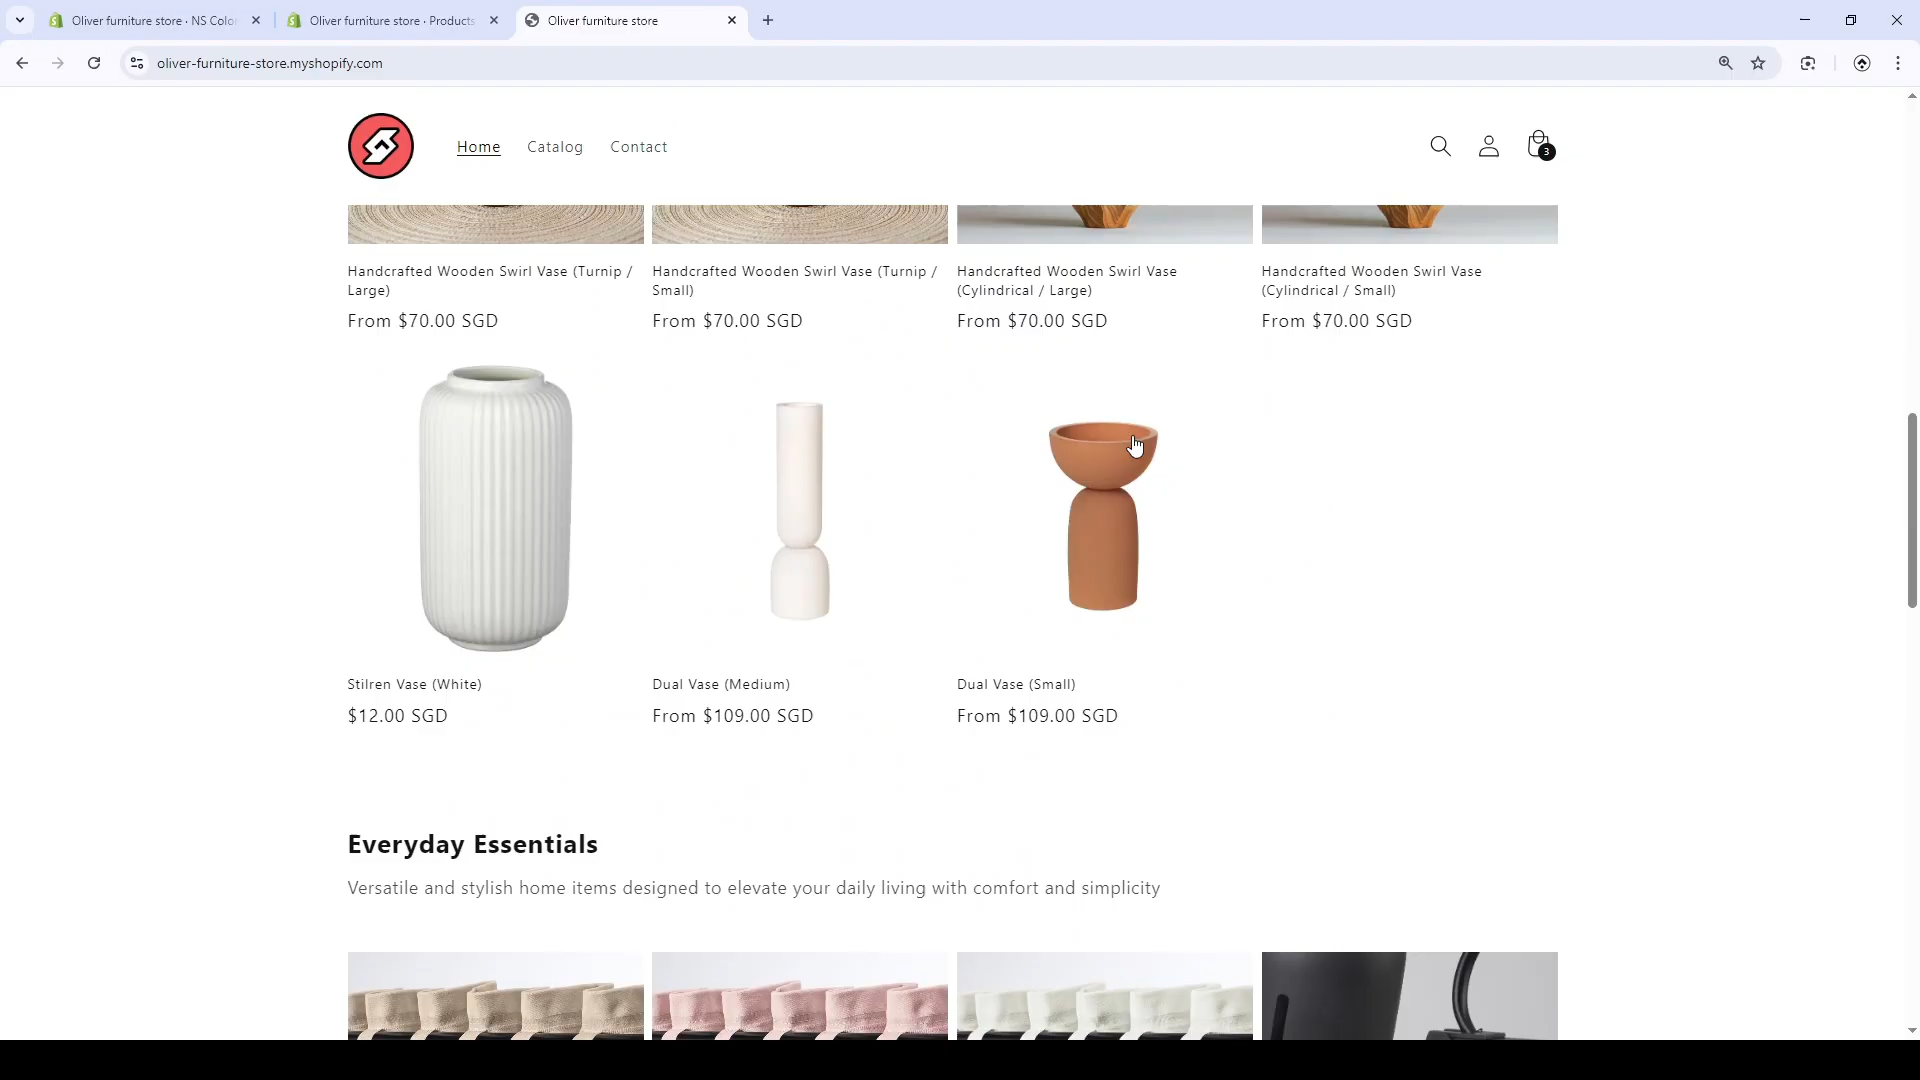 Oliver furniture store · NS Color
Oliver furniture store · Products
Oliver furniture store
oliver-furniture-store.myshopify.com
Home
Catalog
Contact
3
Handcrafted Wooden Swirl Vase (Turnip /
Large)
From $70.00 SGD
Handcrafted Wooden Swirl Vase (Turnip /
Small)
From $70.00 SGD
Handcrafted Wooden Swirl Vase
(Cylindrical / Large)
From $70.00 SGD
Handcrafted Wooden Swirl Vase
(Cylindrical / Small)
From $70.00 SGD
Stilren Vase (White)
$12.00 SGD
Dual Vase (Medium)
From $109.00 SGD
Dual Vase (Small)
From $109.00 SGD
Everyday Essentials
Versatile and stylish home items designed to elevate your daily living with comfort and simplicity